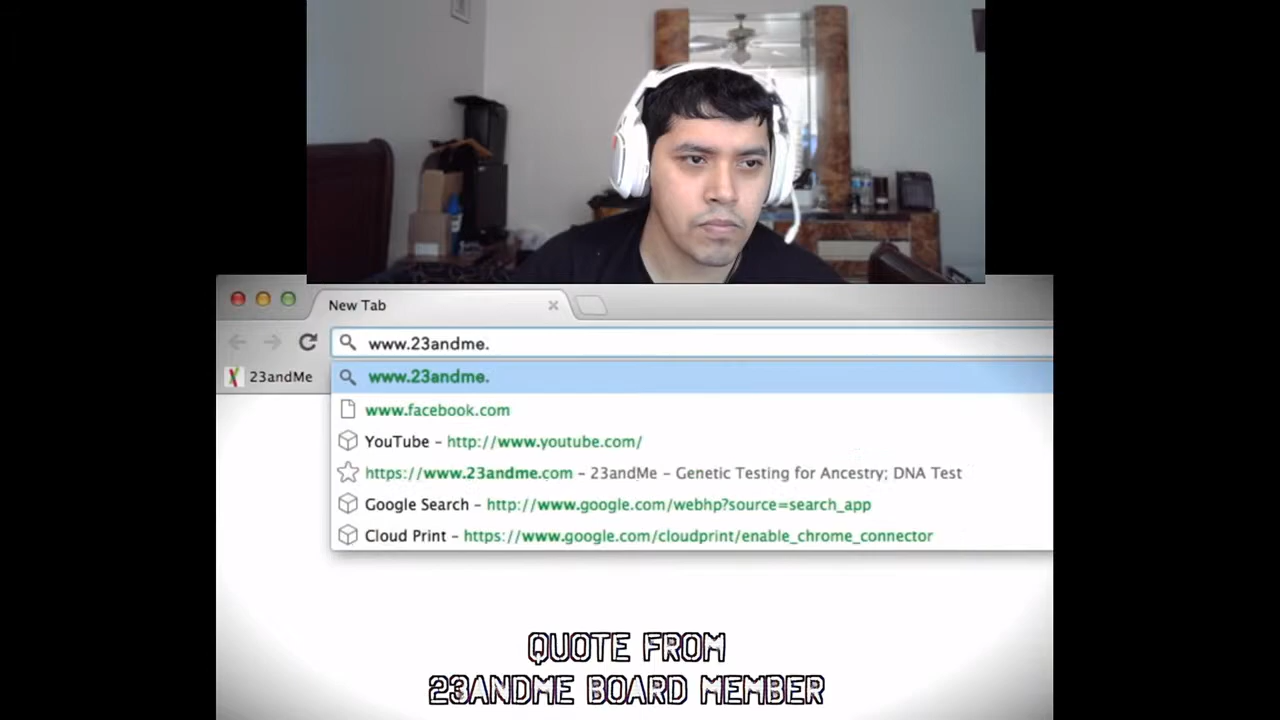 New Tab
www.23andme.
23andMe
www.23andme.
www.facebook.com
YouTube – http://www.youtube.com/
https://www.23andme.com – 23andMe – Genetic Testing for Ancestry; DNA Test
Google Search – http://www.google.com/webhp?source=search_app
Cloud Print – https://www.google.com/cloudprint/enable_chrome_connector
QUOTE FROM
23ANDME BOARD MEMBER